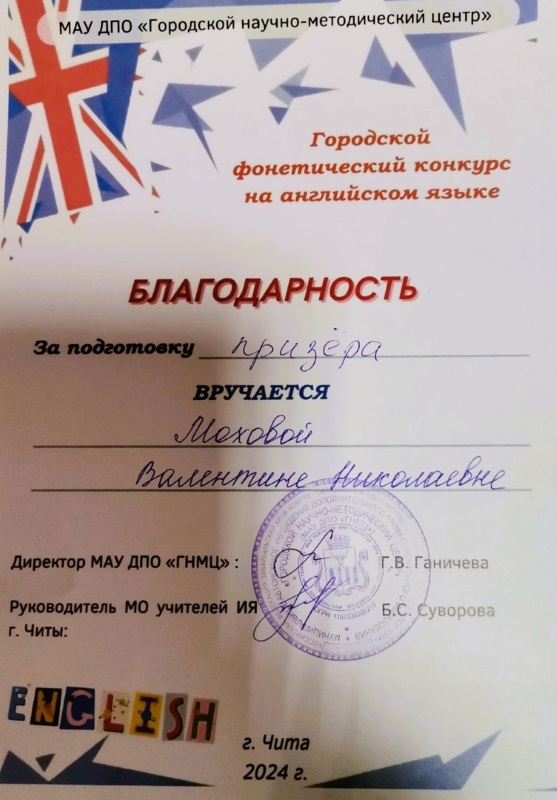 МАУ ДПО «Городской научно-методический центр»
Городской
фонетический конкурс
на английском языке
БЛАГОДАРНОСТЬ
За подготовку призёра
ВРУЧАЕТСЯ
Моховой
Валентине Николаевне
Директор МАУ ДПО «ГНМЦ» : Г.В. Ганичева
Руководитель МО учителей ИЯ Б.С. Суворова
г. Читы:
ENGLISH
г. Чита
2024 г.